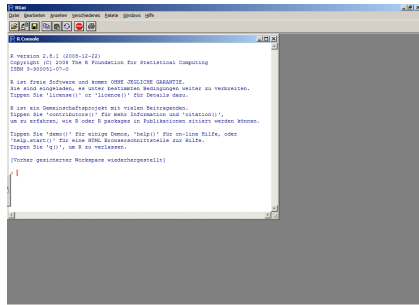 RGui
Datei Bearbeiten Ansehen Verschiedenes Pakete Windows Hilfe
R Console
R version 2.8.1 (2008-12-22)
Copyright (C) 2008 The R Foundation for Statistical Computing
ISBN 3-900051-07-0
R ist freie Software und kommt OHNE JEGLICHE GARANTIE.
Sie sind eingeladen, es unter bestimmten Bedingungen weiter zu verbreiten.
Tippen Sie 'license()' or 'licence()' für Details dazu.
R ist ein Gemeinschaftsprojekt mit vielen Beitragenden.
Tippen Sie 'contributors()' für mehr Information und 'citation()',
um zu erfahren, wie R oder R packages in Publikationen zitiert werden können.
Tippen Sie 'demo()' für einige Demos, 'help()' für on-line Hilfe, oder
'help.start()' für eine HTML Browserschnittstelle zur Hilfe.
Tippen Sie 'q()', um R zu verlassen.
[Vorher gesicherter Workspace wiederhergestellt]
>